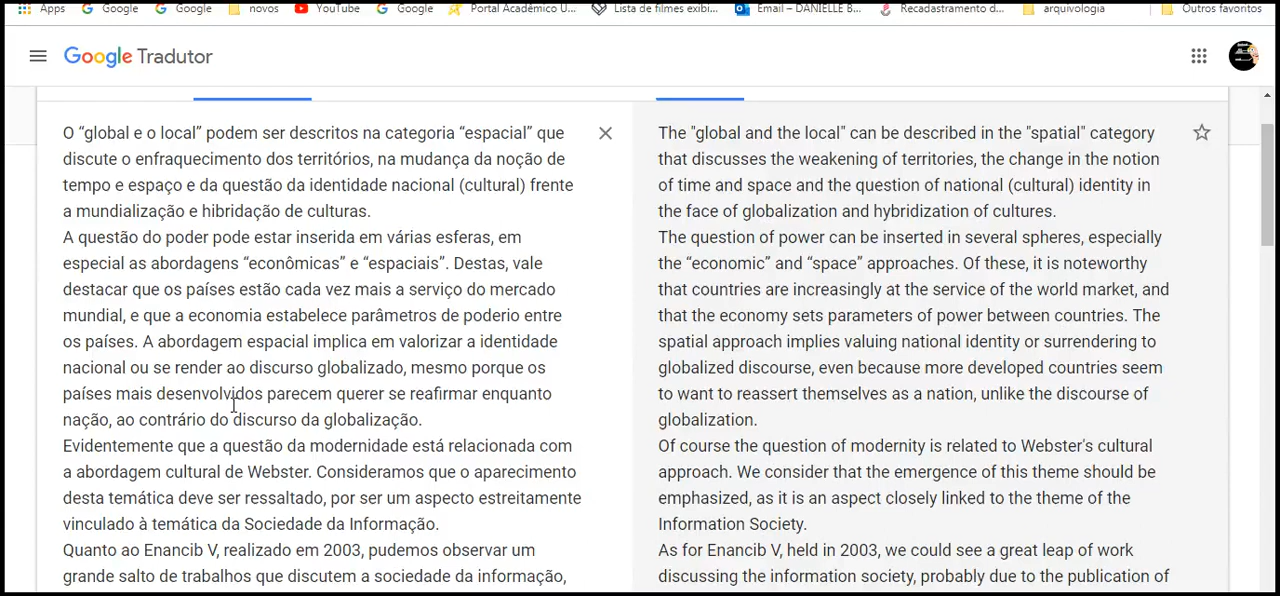 Apps Google Google novos YouTube Google Portal Acadêmico U... Lista de filmes exibi... Email – DANIELLE B... Recadastramento d... arquivologia Outros favoritos
Google Tradutor
O “global e o local” podem ser descritos na categoria “espacial” que
discute o enfraquecimento dos territórios, na mudança da noção de
tempo e espaço e da questão da identidade nacional (cultural) frente
a mundialização e hibridação de culturas.
A questão do poder pode estar inserida em várias esferas, em
especial as abordagens “econômicas” e “espaciais”. Destas, vale
destacar que os países estão cada vez mais a serviço do mercado
mundial, e que a economia estabelece parâmetros de poderio entre
os países. A abordagem espacial implica em valorizar a identidade
nacional ou se render ao discurso globalizado, mesmo porque os
países mais desenvolvidos parecem querer se reafirmar enquanto
nação, ao contrário do discurso da globalização.
Evidentemente que a questão da modernidade está relacionada com
a abordagem cultural de Webster. Consideramos que o aparecimento
desta temática deve ser ressaltado, por ser um aspecto estreitamente
vinculado à temática da Sociedade da Informação.
Quanto ao Enancib V, realizado em 2003, pudemos observar um
grande salto de trabalhos que discutem a sociedade da informação,
The "global and the local" can be described in the "spatial" category
that discusses the weakening of territories, the change in the notion
of time and space and the question of national (cultural) identity in
the face of globalization and hybridization of cultures.
The question of power can be inserted in several spheres, especially
the “economic” and “space” approaches. Of these, it is noteworthy
that countries are increasingly at the service of the world market, and
that the economy sets parameters of power between countries. The
spatial approach implies valuing national identity or surrendering to
globalized discourse, even because more developed countries seem
to want to reassert themselves as a nation, unlike the discourse of
globalization.
Of course the question of modernity is related to Webster's cultural
approach. We consider that the emergence of this theme should be
emphasized, as it is an aspect closely linked to the theme of the
Information Society.
As for Enancib V, held in 2003, we could see a great leap of work
discussing the information society, probably due to the publication of